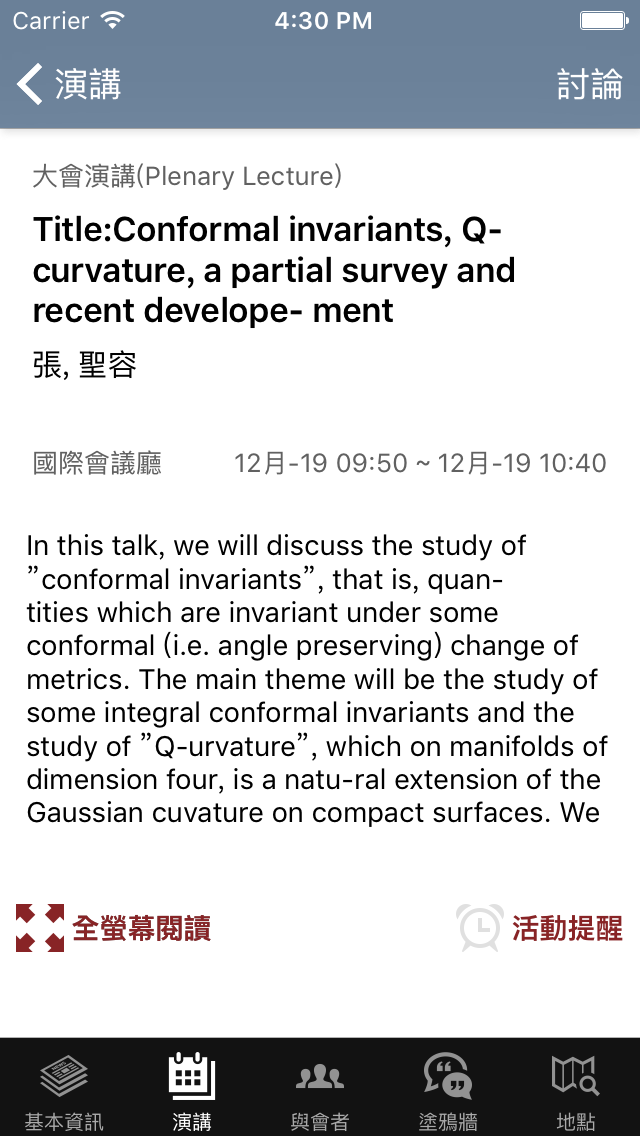 Carrier 4:30 PM
演講 討論
大會演講(Plenary Lecture)
Title:Conformal invariants, Q-
curvature, a partial survey and
recent develope- ment
張, 聖容
國際會議廳 12月-19 09:50 ~ 12月-19 10:40
In this talk, we will discuss the study of
”conformal invariants”, that is, quan-
tities which are invariant under some
conformal (i.e. angle preserving) change of
metrics. The main theme will be the study of
some integral conformal invariants and the
study of ”Q-urvature”, which on manifolds of
dimension four, is a natu-ral extension of the
Gaussian cuvature on compact surfaces. We
全螢幕閱讀 活動提醒
基本資訊 演講 與會者 塗鴉牆 地點